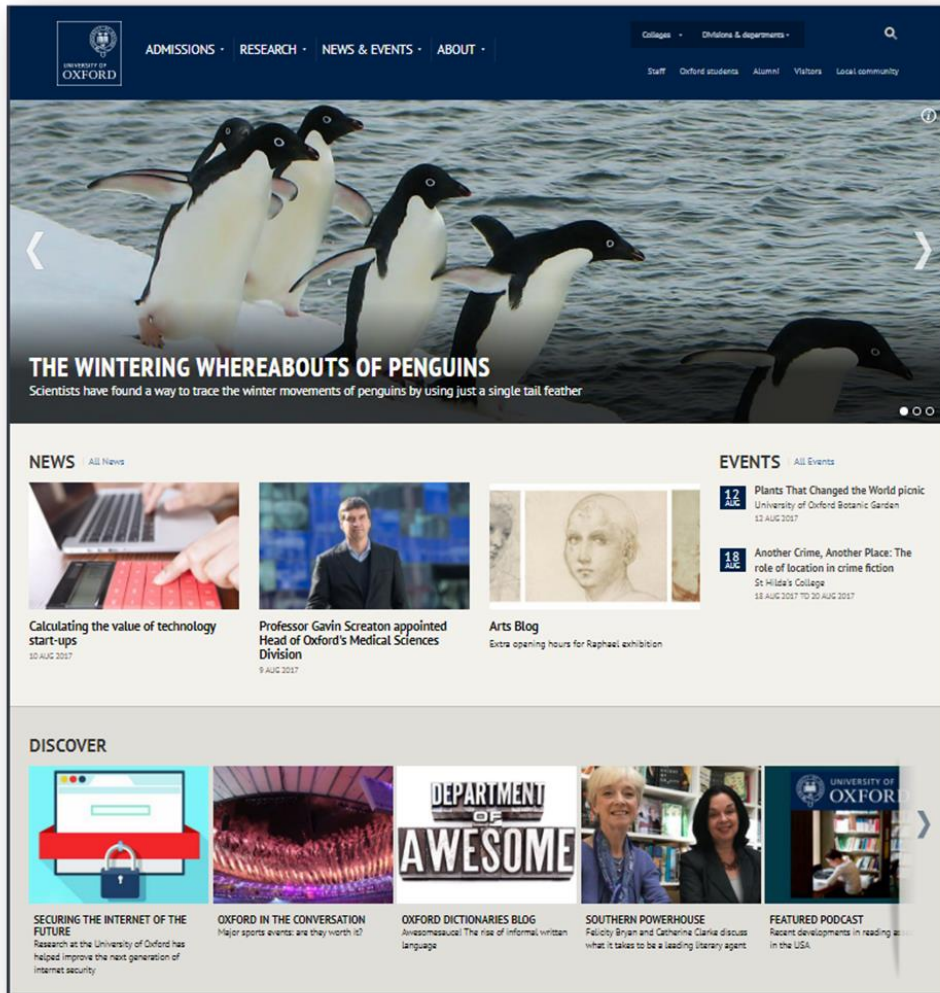 UNIVERSITY OF
OXFORD
ADMISSIONS
RESEARCH
NEWS & EVENTS
ABOUT
Colleges
Divisions & departments
Staff
Oxford students
Alumni
Visitors
Local community
THE WINTERING WHEREABOUTS OF PENGUINS
Scientists have found a way to trace the winter movements of penguins by using just a single tail feather
NEWS
All News
Calculating the value of technology
start-ups
10 AUG 2017
Professor Gavin Screaton appointed
Head of Oxford's Medical Sciences
Division
9 AUG 2017
Arts Blog
Extra opening hours for Raphael exhibition
EVENTS
All Events
12
AUG
Plants That Changed the World picnic
University of Oxford Botanic Garden
12 AUG 2017
18
AUG
Another Crime, Another Place: The
role of location in crime fiction
St Hilda's College
18 AUG 2017 TO 20 AUG 2017
DISCOVER
SECURING THE INTERNET OF THE
FUTURE
Research at the University of Oxford has
helped improve the next generation of
internet security
OXFORD IN THE CONVERSATION
Major sports events: are they worth it?
DEPARTMENT
OF
AWESOME
OXFORD DICTIONARIES BLOG
Awesomesauce! The rise of informal written
language
SOUTHERN POWERHOUSE
Felicity Bryan and Catherine Clarke discuss
what it takes to be a leading literary agent
UNIVERSITY OF
OXFORD
FEATURED PODCAST
Recent developments in reading
in the USA